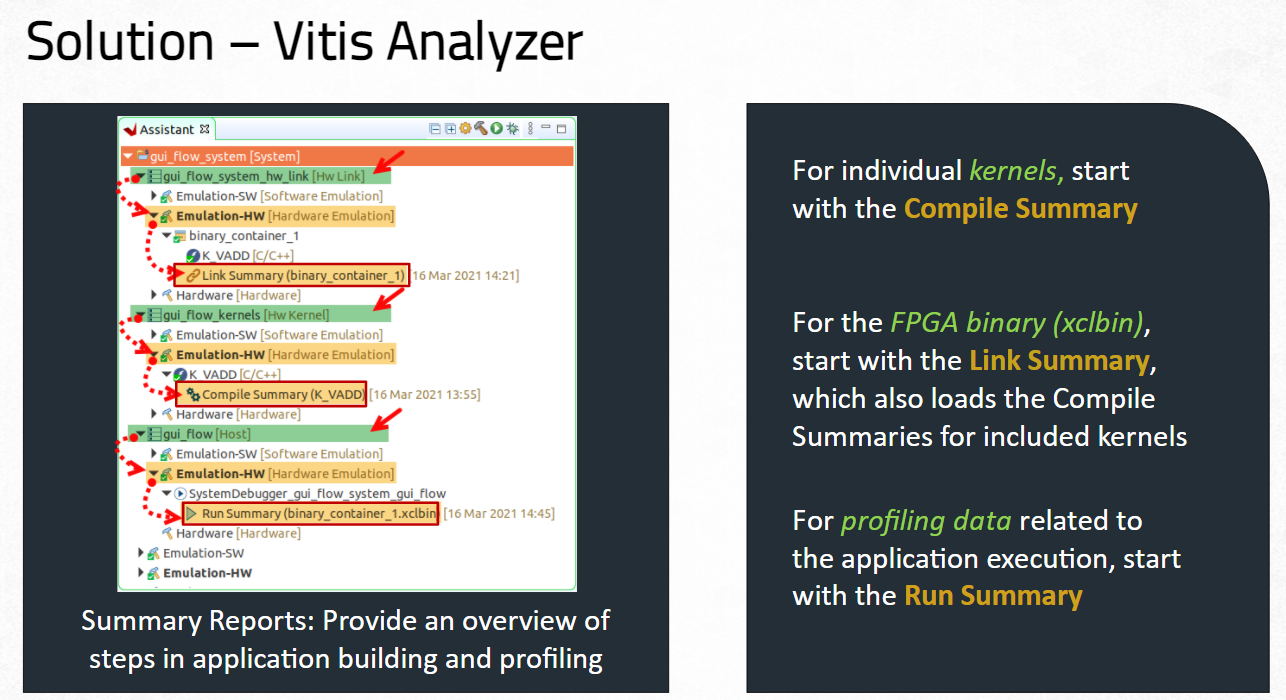 Solution – Vitis Analyzer
Assistant
gui_flow_system [System]
gui_flow_system_hw_link [Hw Link]
Emulation-SW [Software Emulation]
Emulation-HW [Hardware Emulation]
binary_container_1
K_VADD [C/C++]
Link Summary (binary_container_1) [16 Mar 2021 14:21]
Hardware [Hardware]
gui_flow_kernels [Hw Kernel]
Emulation-SW [Software Emulation]
Emulation-HW [Hardware Emulation]
K_VADD [C/C++]
Compile Summary (K_VADD) [16 Mar 2021 13:55]
Hardware [Hardware]
gui_flow [Host]
Emulation-SW [Software Emulation]
Emulation-HW [Hardware Emulation]
SystemDebugger_gui_flow_system_gui_flow
Run Summary (binary_container_1.xclbin) [16 Mar 2021 14:45]
Hardware [Hardware]
Emulation-SW
Emulation-HW
Summary Reports: Provide an overview of
steps in application building and profiling
For individual kernels, start
with the Compile Summary
For the FPGA binary (xclbin),
start with the Link Summary,
which also loads the Compile
Summaries for included kernels
For profiling data related to
the application execution, start
with the Run Summary